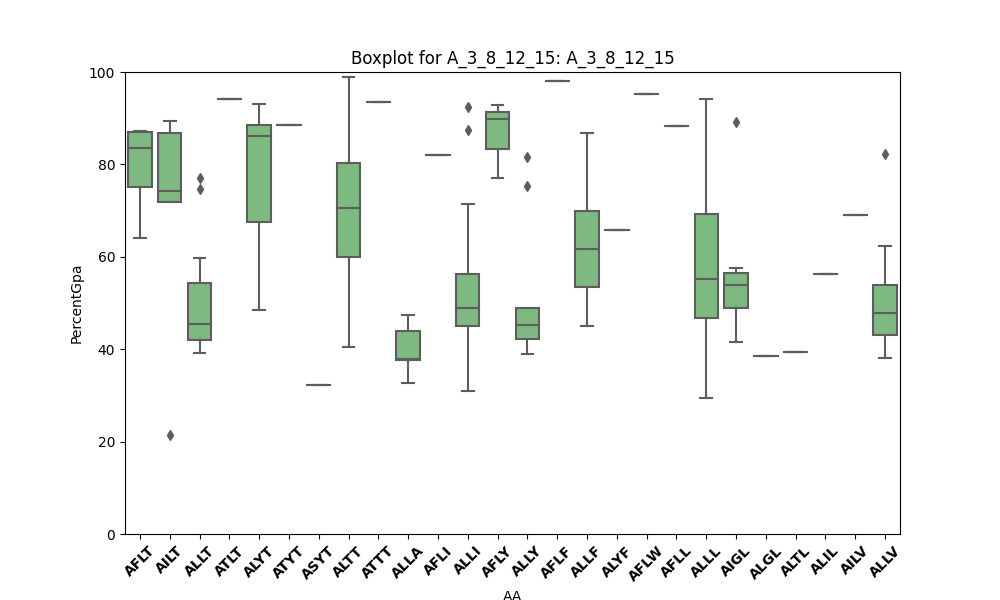 Boxplot for A_3_8_12_15: A_3_8_12_15
100
80
60
40
20
0
PercentGpa
AFLT AILT ALLT ATLT ALYT ATYT ASYT ALTT ATTT ALLA AFLI ALLI AFLY ALLY AFLF ALLF ALYF AFLW AFLL ALLL AIGL ALGL ALTL ALIL AILV ALLV
AA